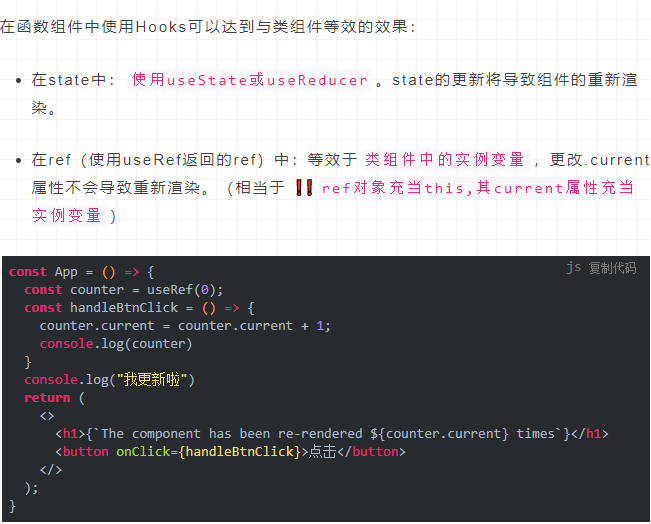 在函数组件中使用Hooks可以达到与类组件等效的效果：
在state中： 使用useState或useReducer 。state的更新将导致组件的重新渲
染。
在ref（使用useRef返回的ref）中：等效于 类组件中的实例变量 ，更改.current
属性不会导致重新渲染。（相当于 ‼️ ref对象充当this,其current属性充当
实例变量 ）
js 复制代码
const App = () => {
  const counter = useRef(0);
  const handleBtnClick = () => {
    counter.current = counter.current + 1;
    console.log(counter)
  }
  console.log("我更新啦")
  return (
    <>
      <h1>{`The component has been re-rendered ${counter.current} times`}</h1>
      <button onClick={handleBtnClick}>点击</button>
    </>
  );
}